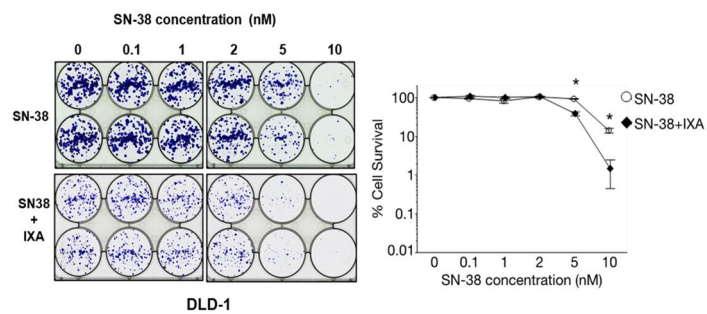 SN-38 concentration (nM)
0 0.1 1 2 5 10
SN-38
SN38
+
IXA
DLD-1
* *
SN-38
SN-38+IXA
% Cell Survival
100
10
1
0.1
0.01
0 0.1 1 2 5 10
SN-38 concentration (nM)